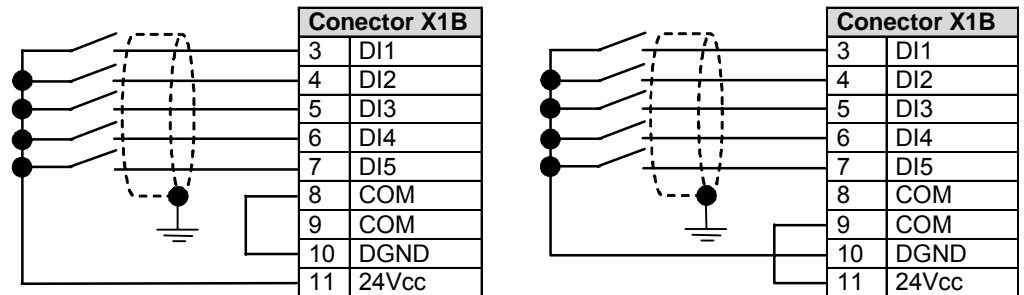 Conector X1B
3 DI1
4 DI2
5 DI3
6 DI4
7 DI5
8 COM
9 COM
10 DGND
11 24Vcc
Conector X1B
3 DI1
4 DI2
5 DI3
6 DI4
7 DI5
8 COM
9 COM
10 DGND
11 24Vcc